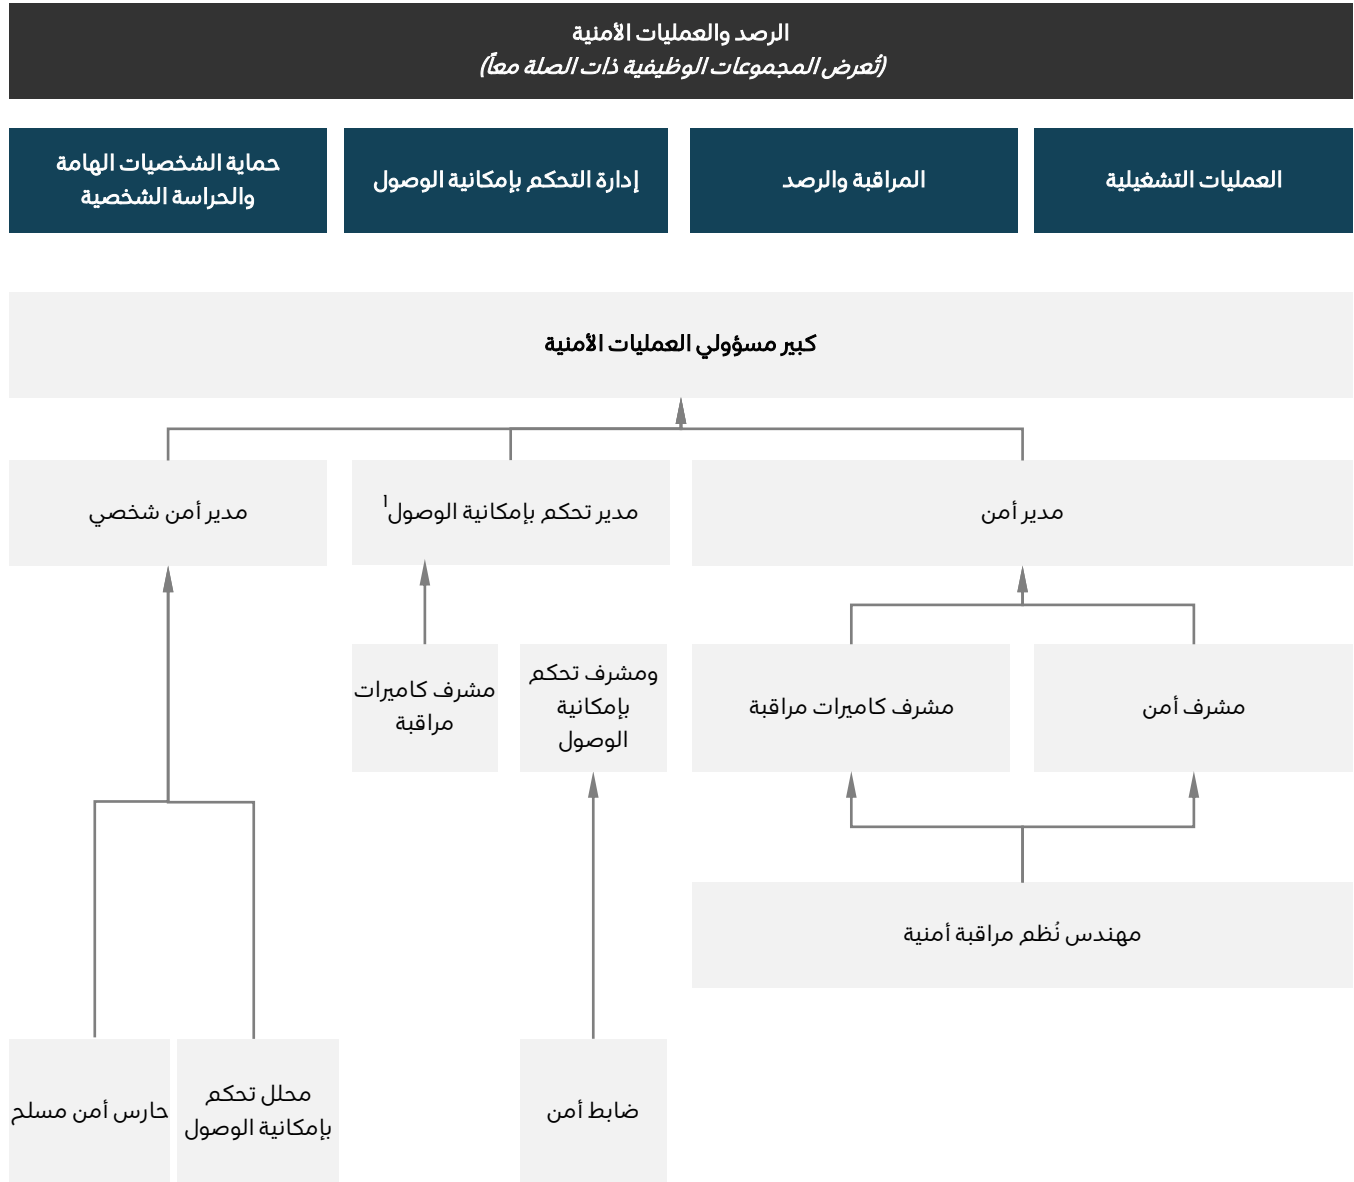 الرصد والعمليات الأمنية
(تُعرض المجموعات الوظيفية ذات الصلة معاً)
العمليات التشغيلية
المراقبة والرصد
إدارة التحكم بإمكانية الوصول
حماية الشخصيات الهامة
والحراسة الشخصية
كبير مسؤولي العمليات الأمنية
مدير أمن
مدير تحكم بإمكانية الوصول¹
مدير أمن شخصي
مشرف أمن
مشرف كاميرات مراقبة
ومشرف تحكم
بإمكانية
الوصول
مشرف كاميرات
مراقبة
مهندس نُظم مراقبة أمنية
ضابط أمن
محلل تحكم
بإمكانية الوصول
حارس أمن مسلح